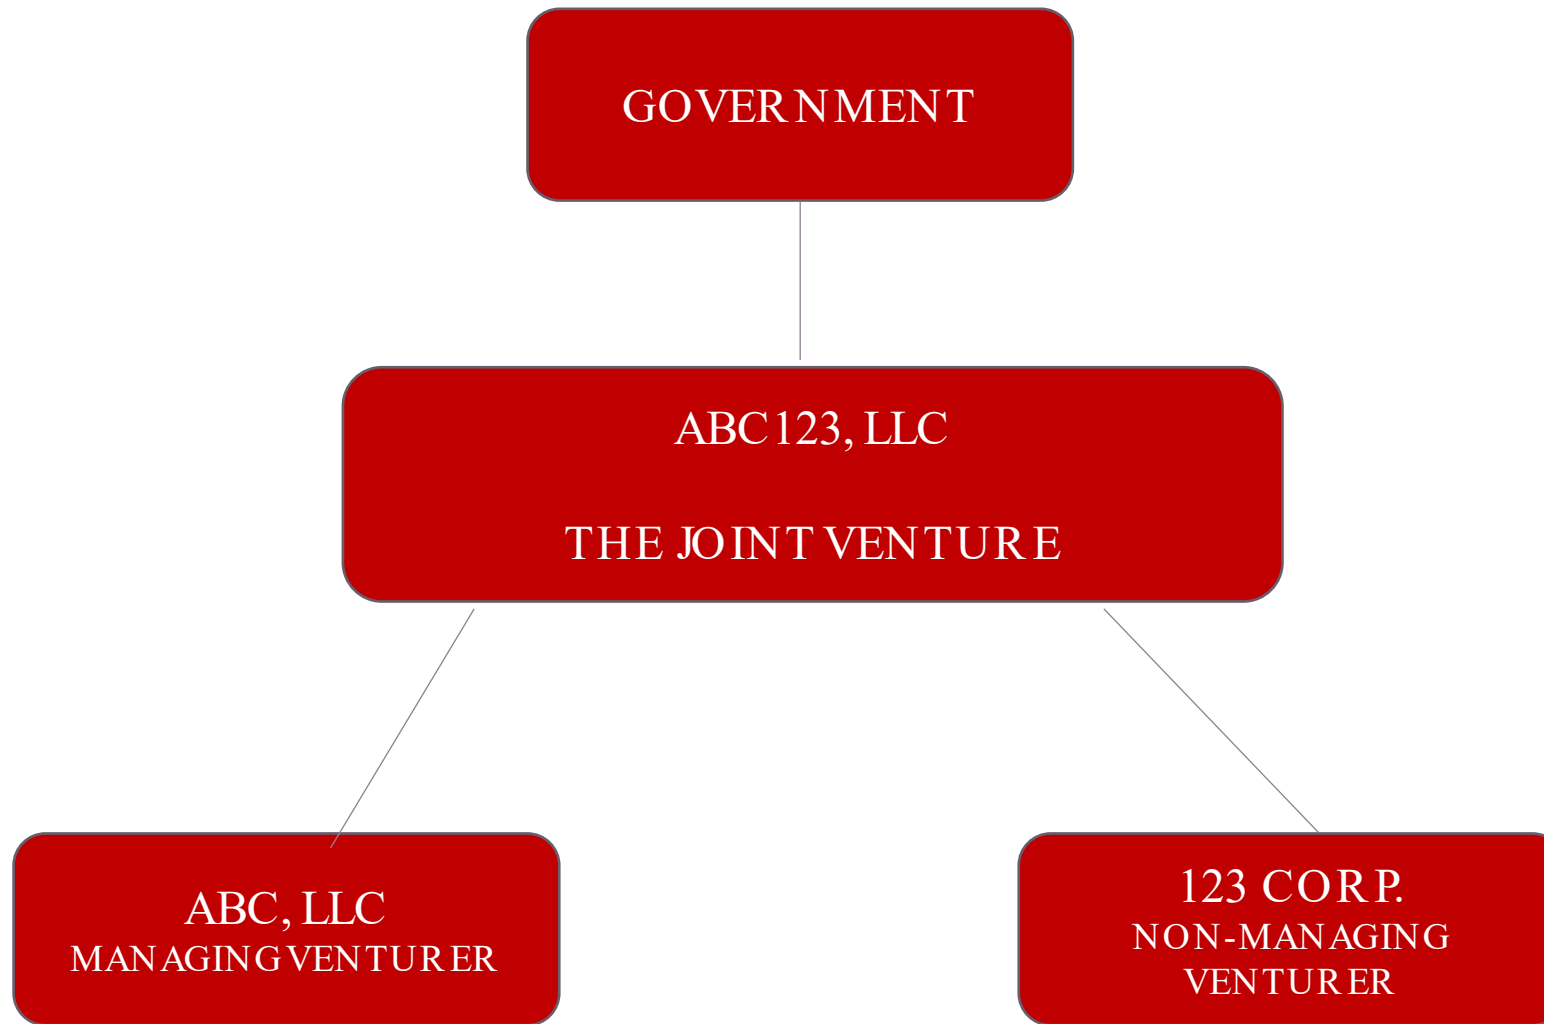 GOVERNMENT
ABC123, LLC
THE JOINT VENTURE
ABC, LLC
MANAGING VENTURER
123 CORP.
NON-MANAGING
VENTURER